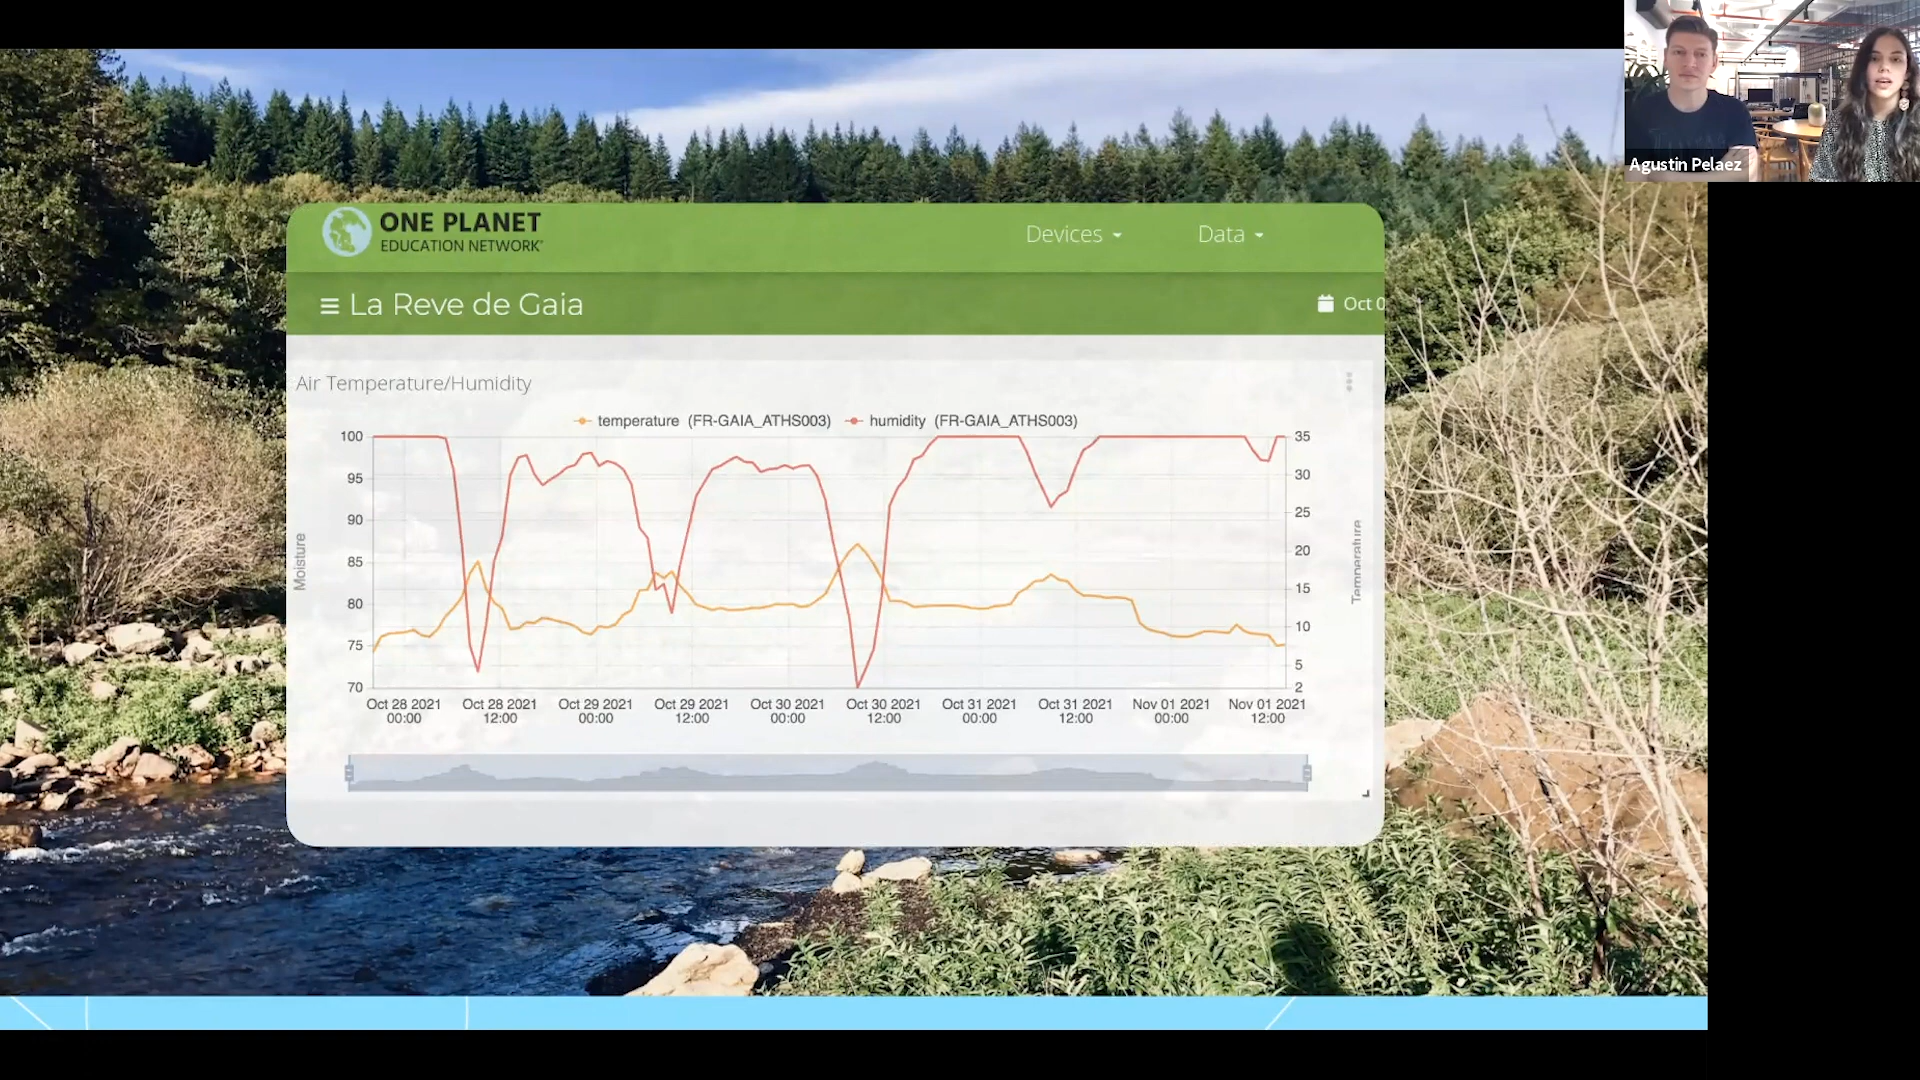 Agustin Pelaez
ONE PLANET
EDUCATION NETWORK
Devices
Data
La Reve de Gaia
Oct 0
Air Temperature/Humidity
temperature (FR-GAIA_ATHS003)
humidity (FR-GAIA_ATHS003)
100
95
90
85
80
75
70
Moisture
35
30
25
20
15
10
5
2
Temperature
Oct 28 2021 Oct 28 2021 Oct 29 2021 Oct 29 2021 Oct 30 2021 Oct 30 2021 Oct 31 2021 Oct 31 2021 Nov 01 2021 Nov 01 2021
00:00 12:00 00:00 12:00 00:00 12:00 00:00 12:00 00:00 12:00